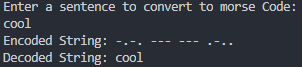 Enter a sentence to convert to morse Code:
cool
Encoded String: -.-. --- --- .-..
Decoded String: cool